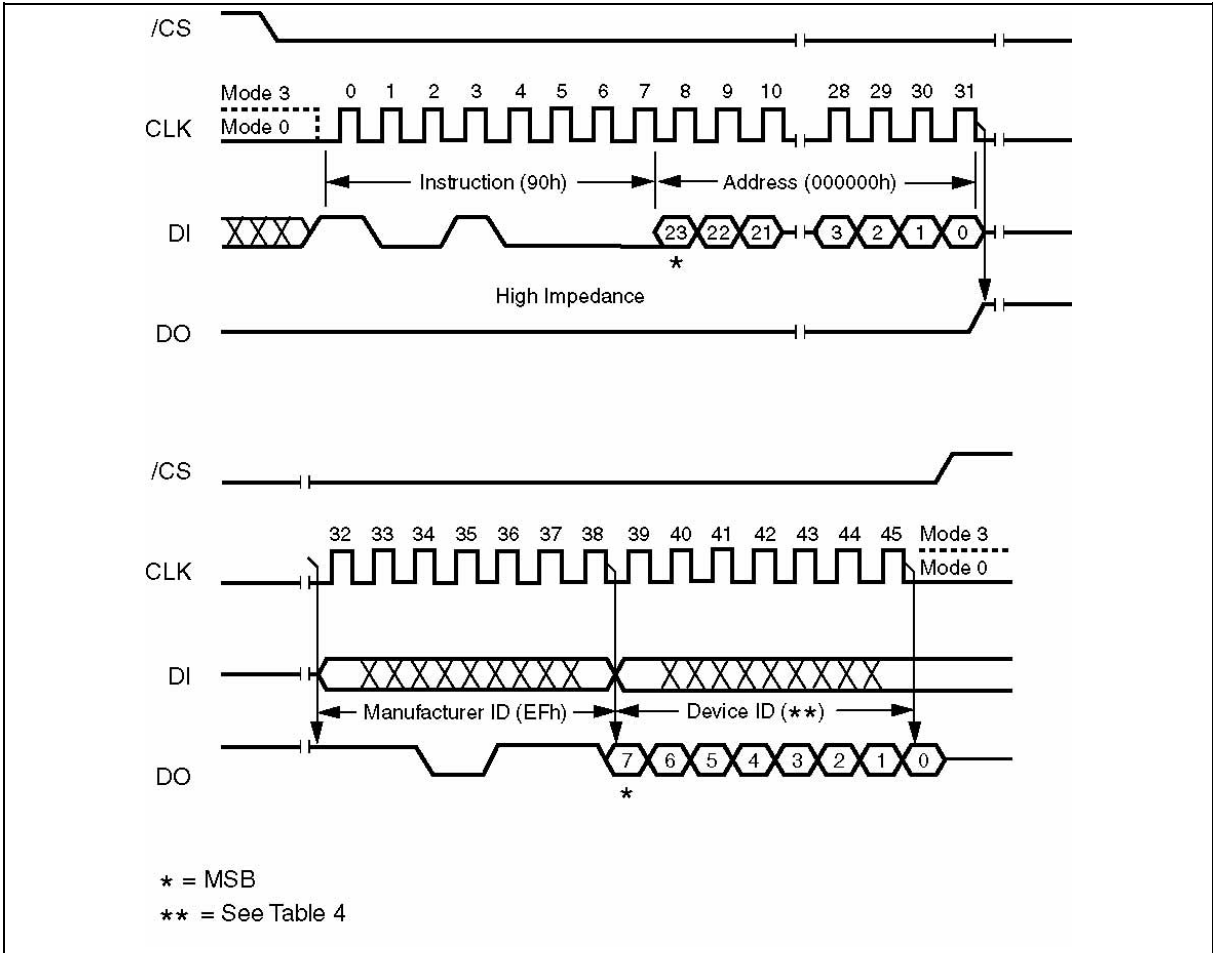 /CS
Mode 3 0 1 2 3 4 5 6 7 8 9 10 28 29 30 31
CLK Mode 0
Instruction (90h) Address (000000h)
DI 23 22 21 3 2 1 0
*
High Impedance
DO
/CS
32 33 34 35 36 37 38 39 40 41 42 43 44 45 Mode 3
CLK Mode 0
DI
Manufacturer ID (EFh) Device ID (**)
DO 7 6 5 4 3 2 1 0
*
* = MSB
** = See Table 4